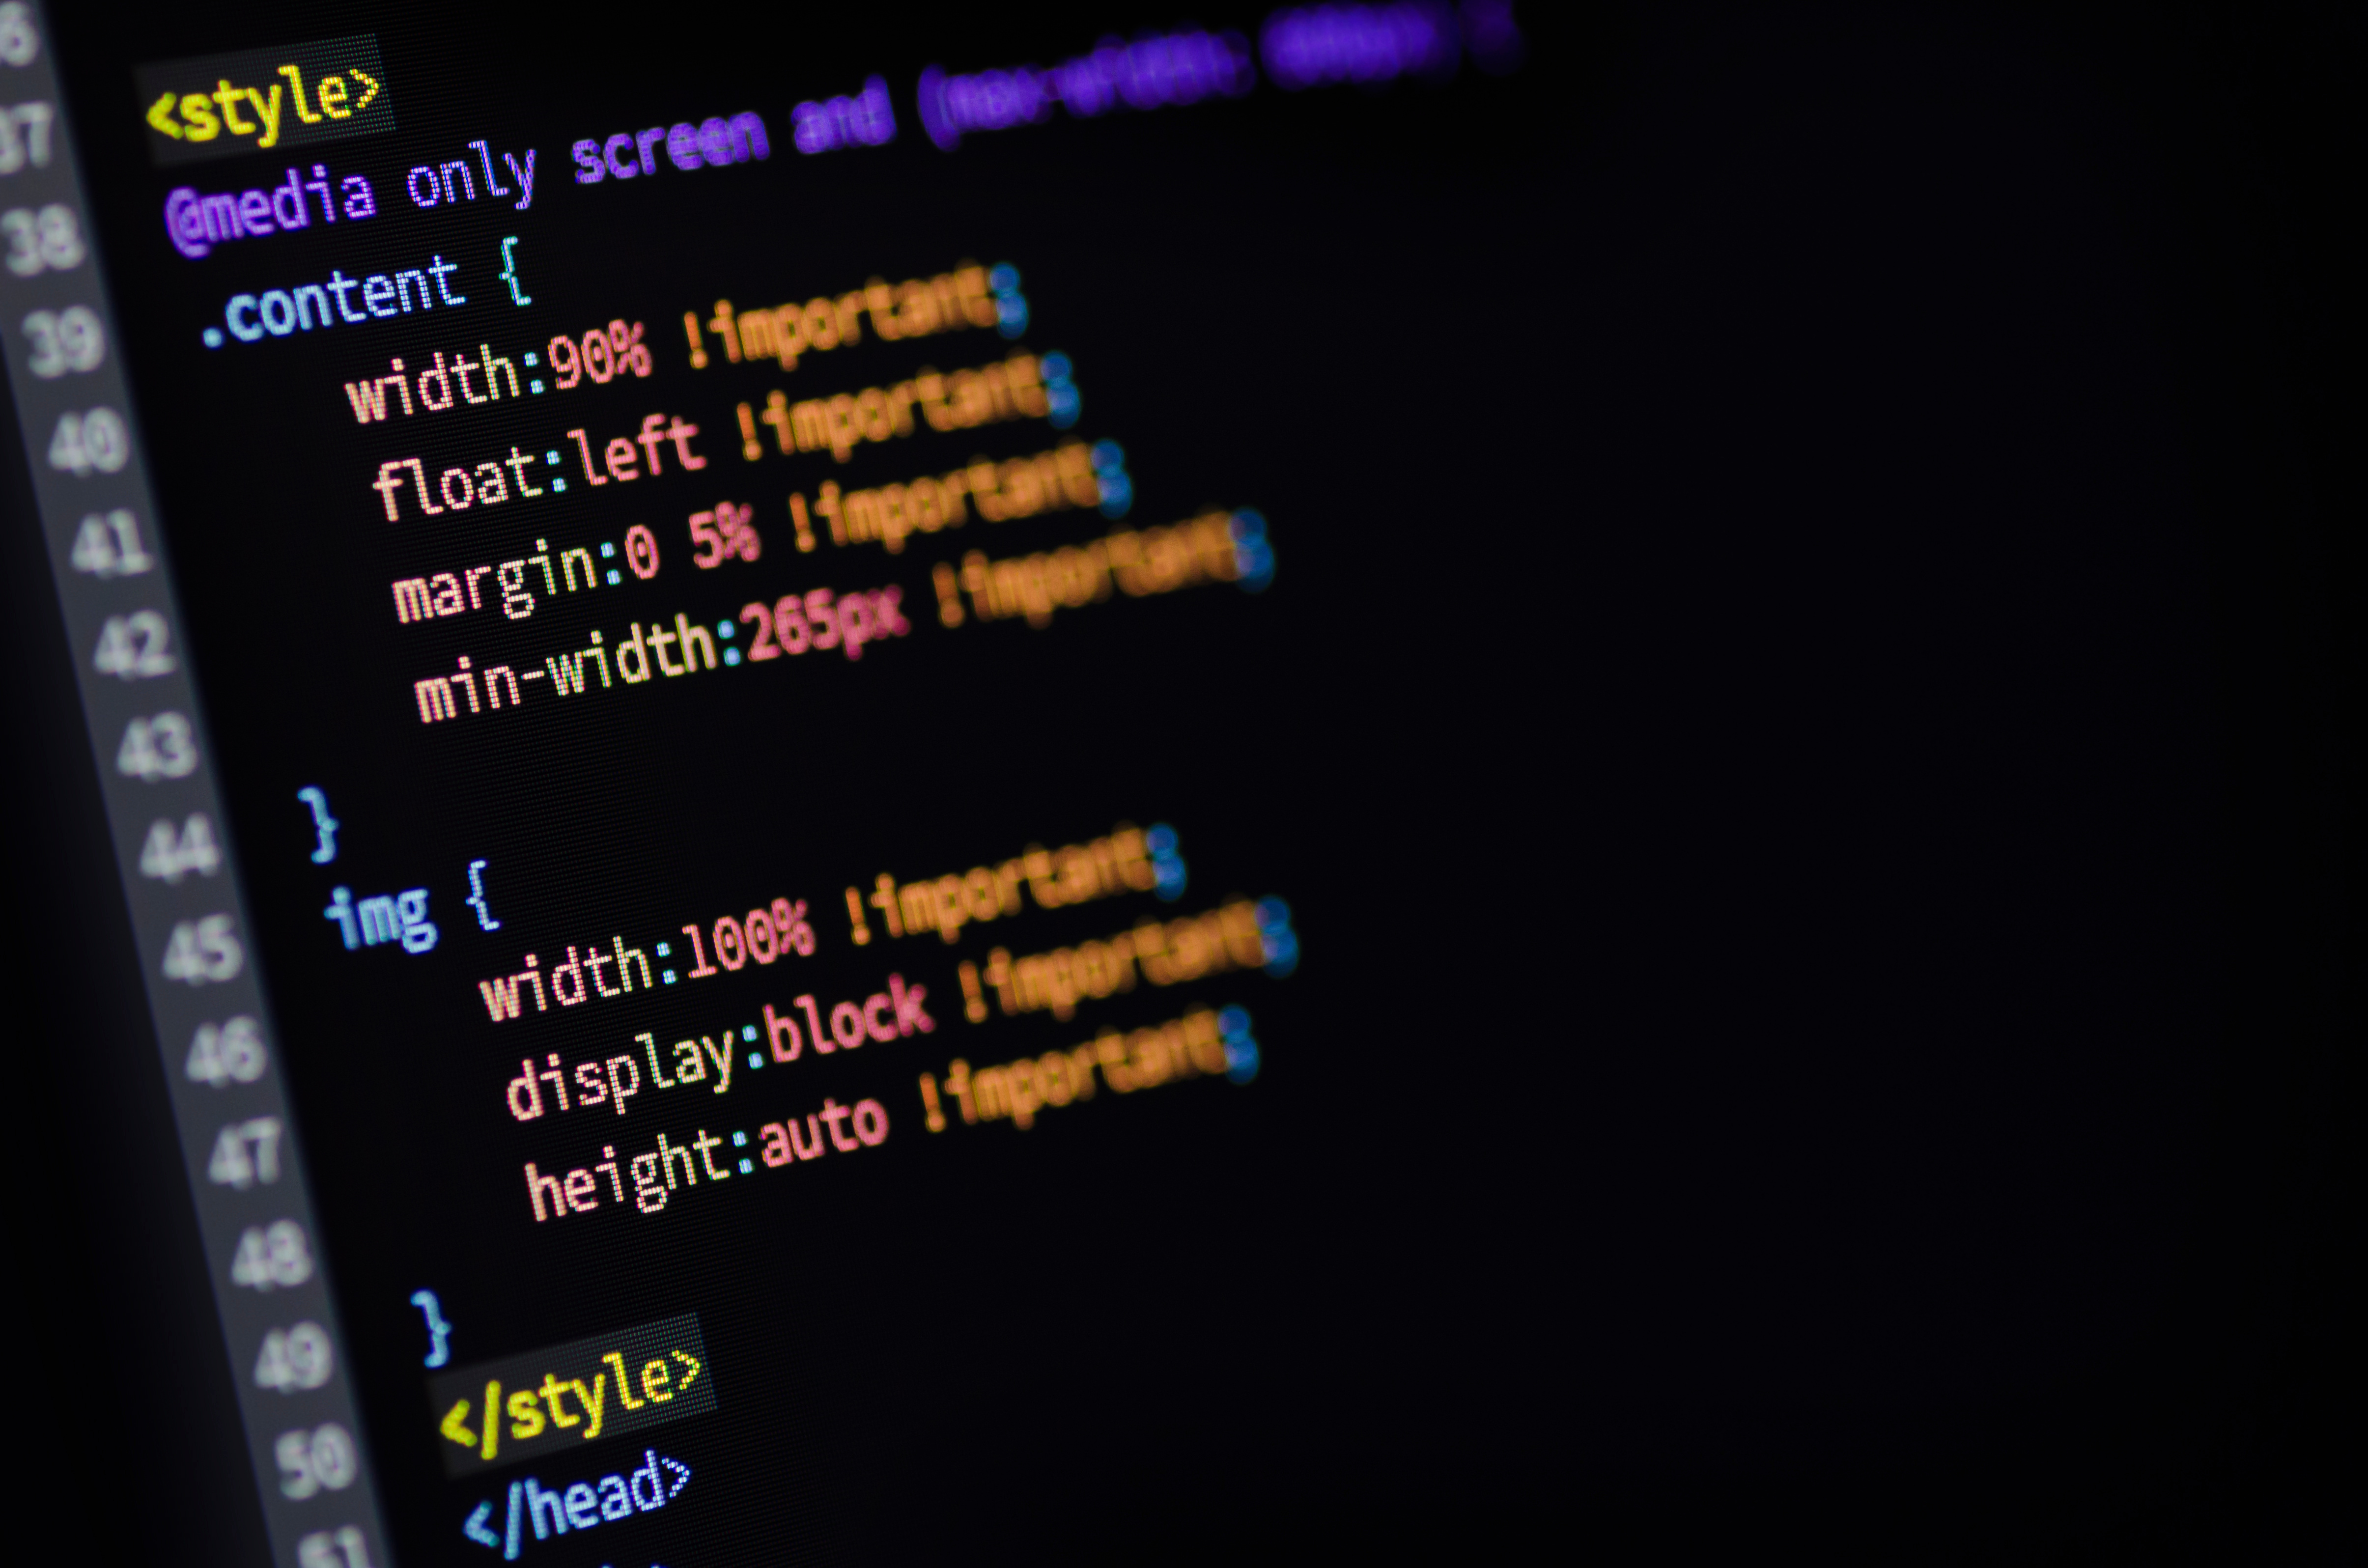 36
<style>
37
@media only screen and (max-width:
38
.content {
39
width:90% !important;
40
float:left !important;
41
margin:0 5% !important;
42
min-width:265px !important;
43
44
}
45
img {
46
width:100% !important;
47
display:block !important;
48
height:auto !important;
49
50
}
51
</style>
</head>